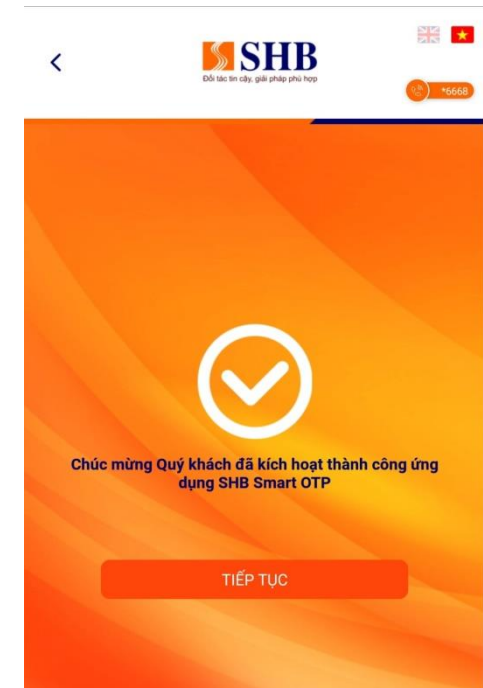 SHB
Đối tác tin cậy, giải pháp phù hợp
*6668
Chúc mừng Quý khách đã kích hoạt thành công ứng
dụng SHB Smart OTP
TIẾP TỤC